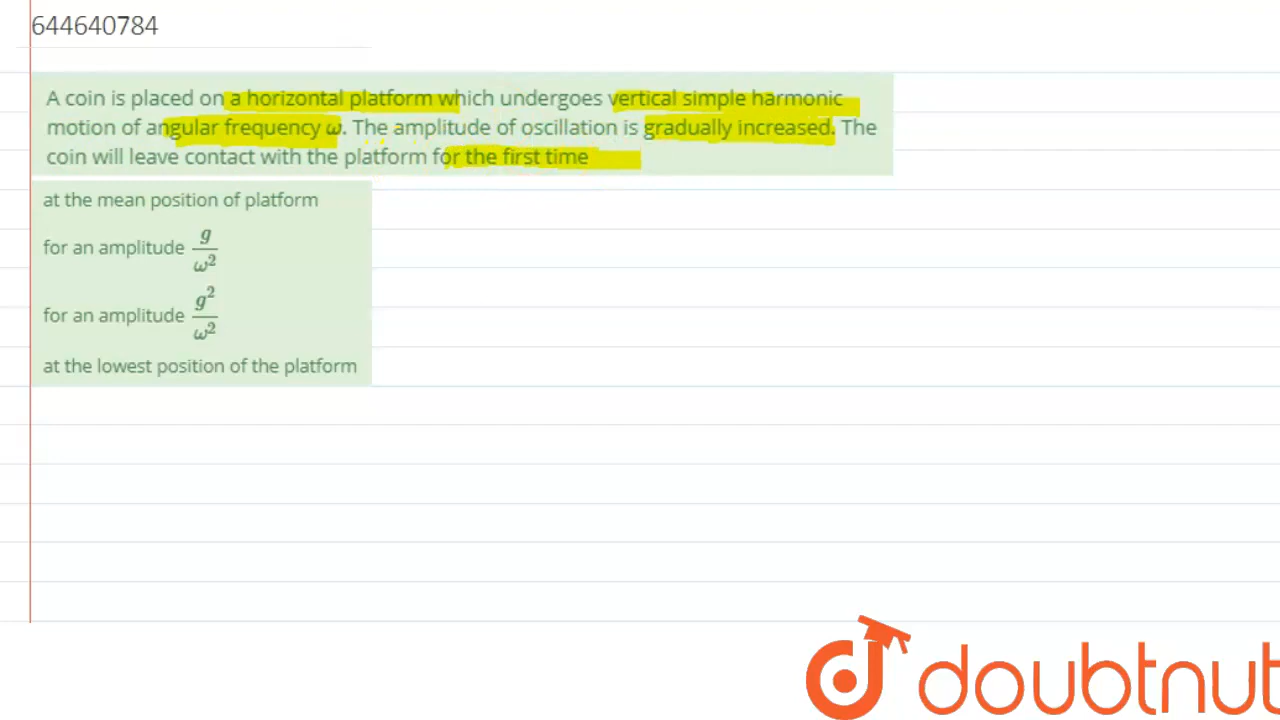 644640784
A coin is placed on a horizontal platform which undergoes vertical simple harmonic
motion of angular frequency ω. The amplitude of oscillation is gradually increased. The
coin will leave contact with the platform for the first time
at the mean position of platform
for an amplitude g/ω²
for an amplitude g²/ω²
at the lowest position of the platform
doubtnut